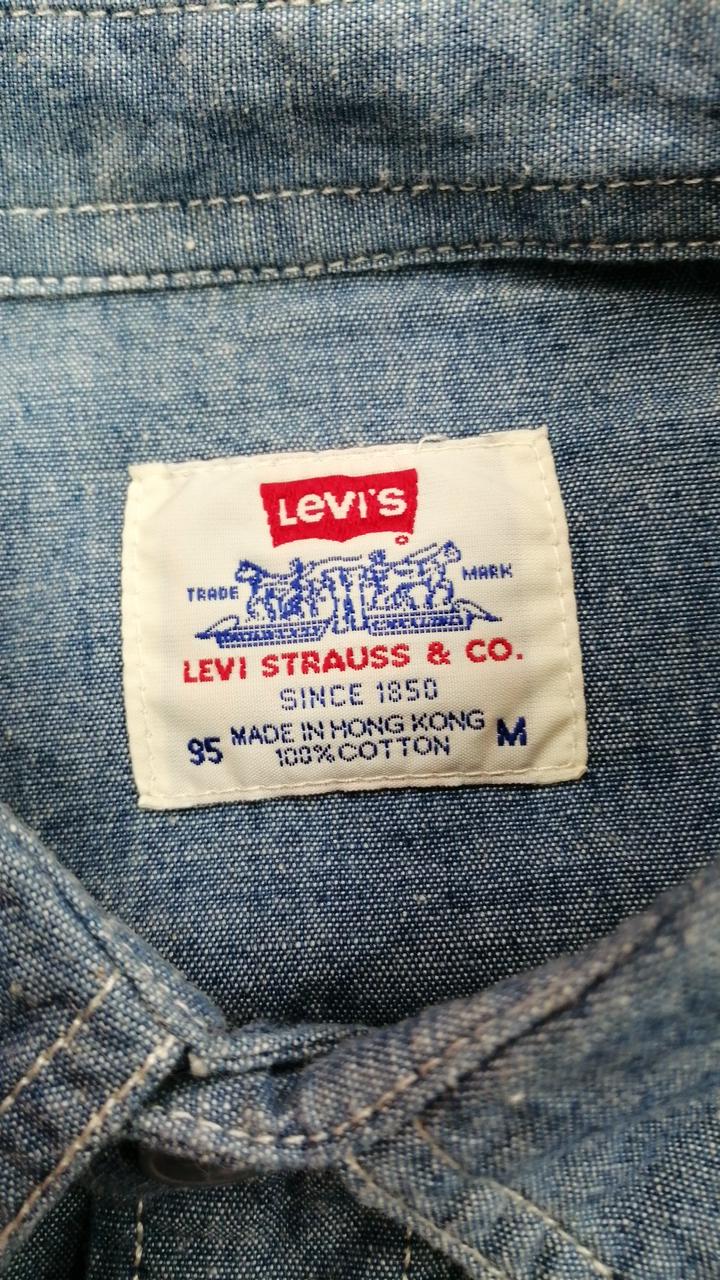 LEVI'S
TRADE MARK
LEVI STRAUSS & CO.
SINCE 1850
95 MADE IN HONG KONG M
100% COTTON